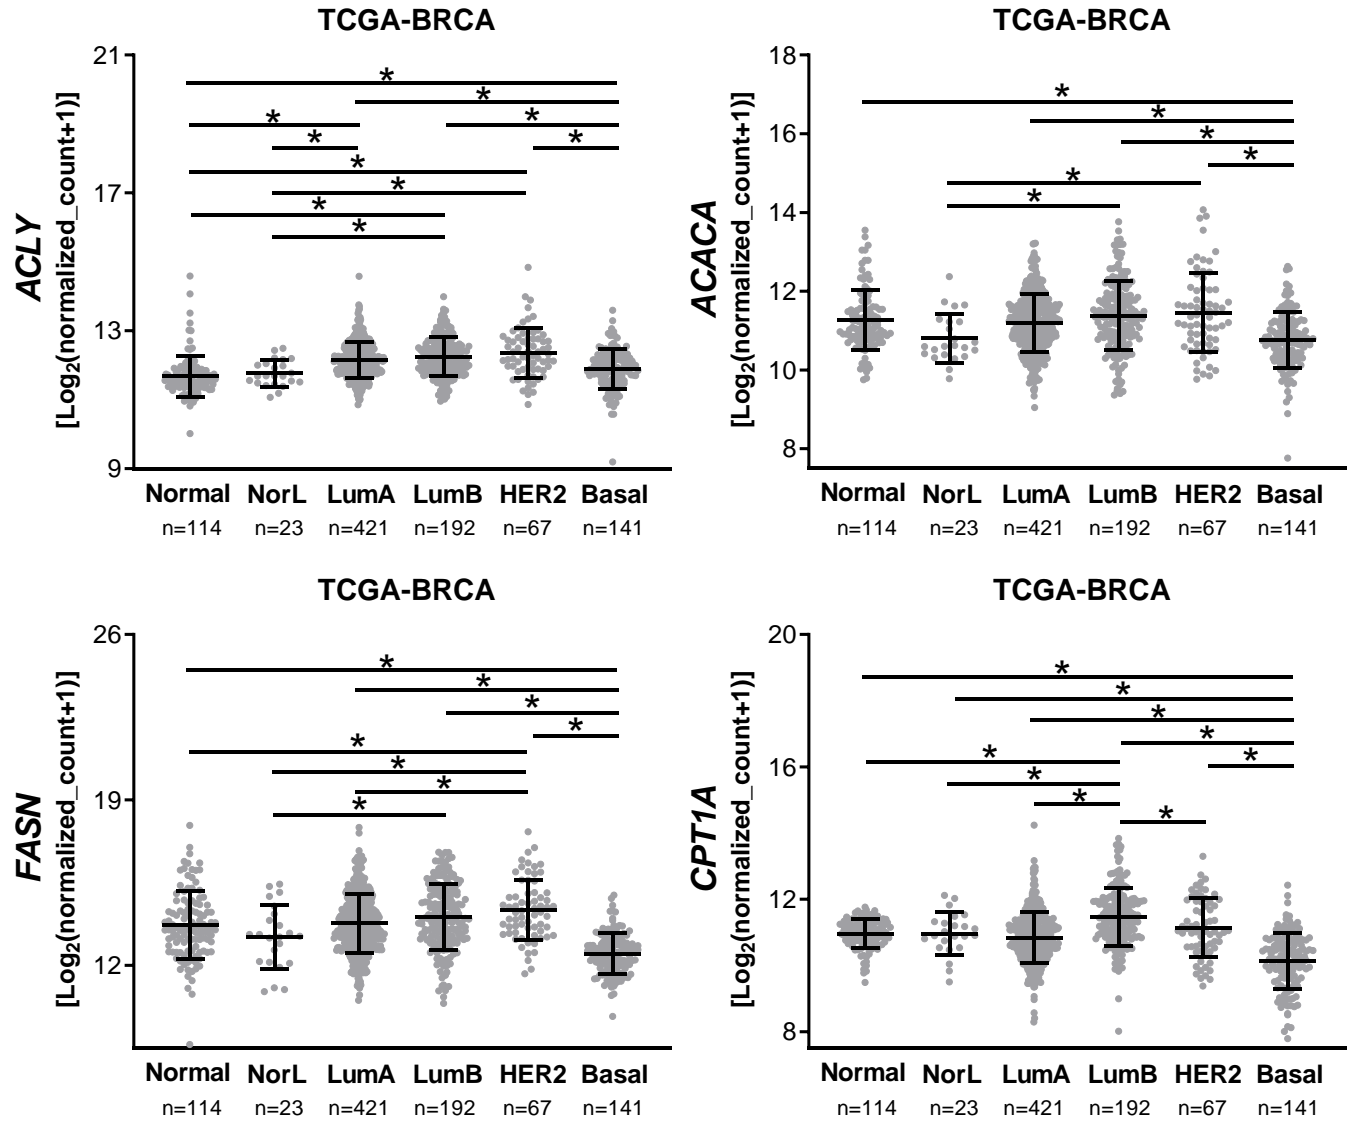 TCGA-BRCA
ACLY
[Log2(normalized_count+1)]
21
17
13
9
* * * * * * * * * *
Normal NorL LumA LumB HER2 Basal
n=114 n=23 n=421 n=192 n=67 n=141
TCGA-BRCA
ACACA
[Log2(normalized_count+1)]
18
16
14
12
10
8
* * * * * *
Normal NorL LumA LumB HER2 Basal
n=114 n=23 n=421 n=192 n=67 n=141
TCGA-BRCA
FASN
[Log2(normalized_count+1)]
26
19
12
* * * * * * * *
Normal NorL LumA LumB HER2 Basal
n=114 n=23 n=421 n=192 n=67 n=141
TCGA-BRCA
CPT1A
[Log2(normalized_count+1)]
20
16
12
8
* * * * * * * * *
Normal NorL LumA LumB HER2 Basal
n=114 n=23 n=421 n=192 n=67 n=141